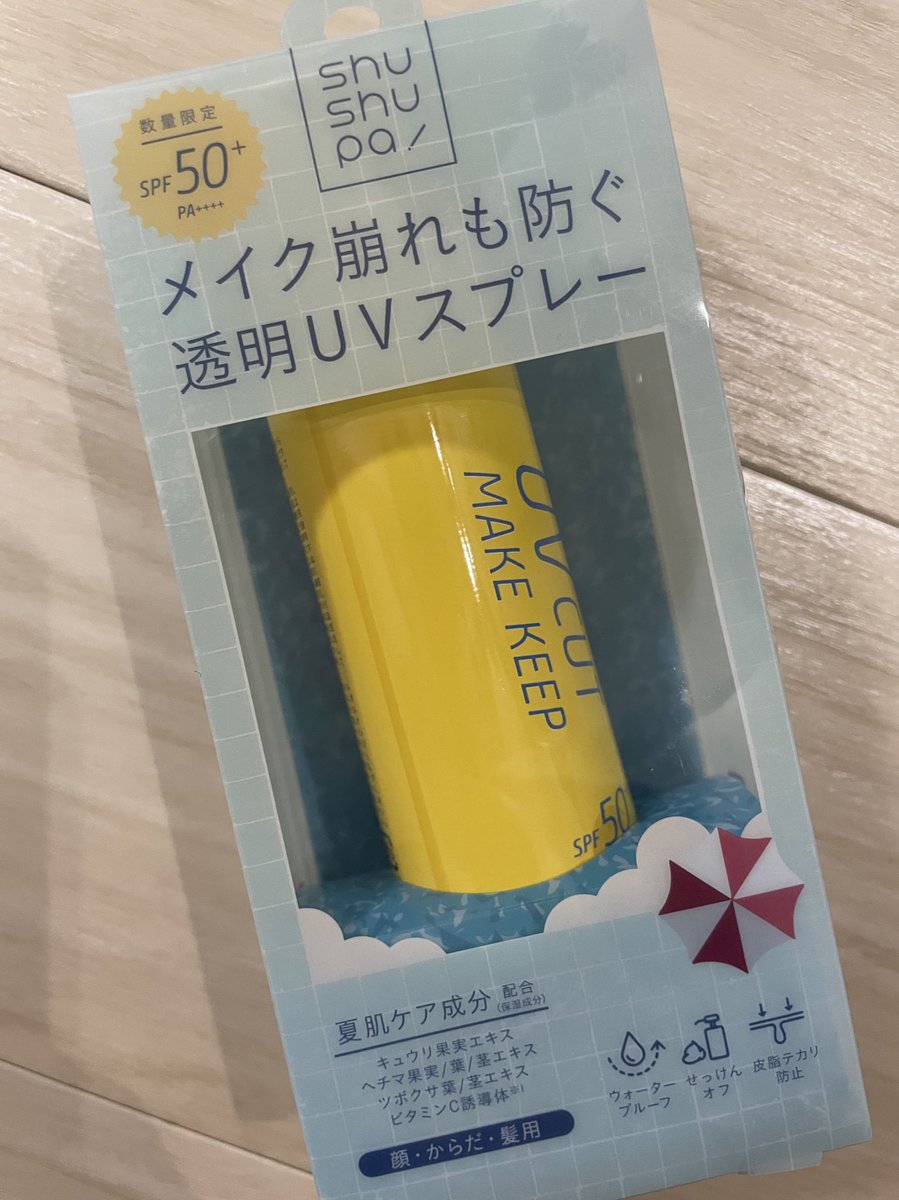 数量限定
SPF50+
PA++++
shu
shu
pa!
メイク崩れも防ぐ
透明UVスプレー
UV CUT
MAKE KEEP
SPF50
夏肌ケア成分 配合(保湿成分)
キュウリ果実エキス
ヘチマ果実/葉/茎エキス
ツボクサ葉/茎エキス
ビタミンC誘導体※1
顔・からだ・髪用
ウォータープルーフ
せっけんオフ
皮脂テカリ防止